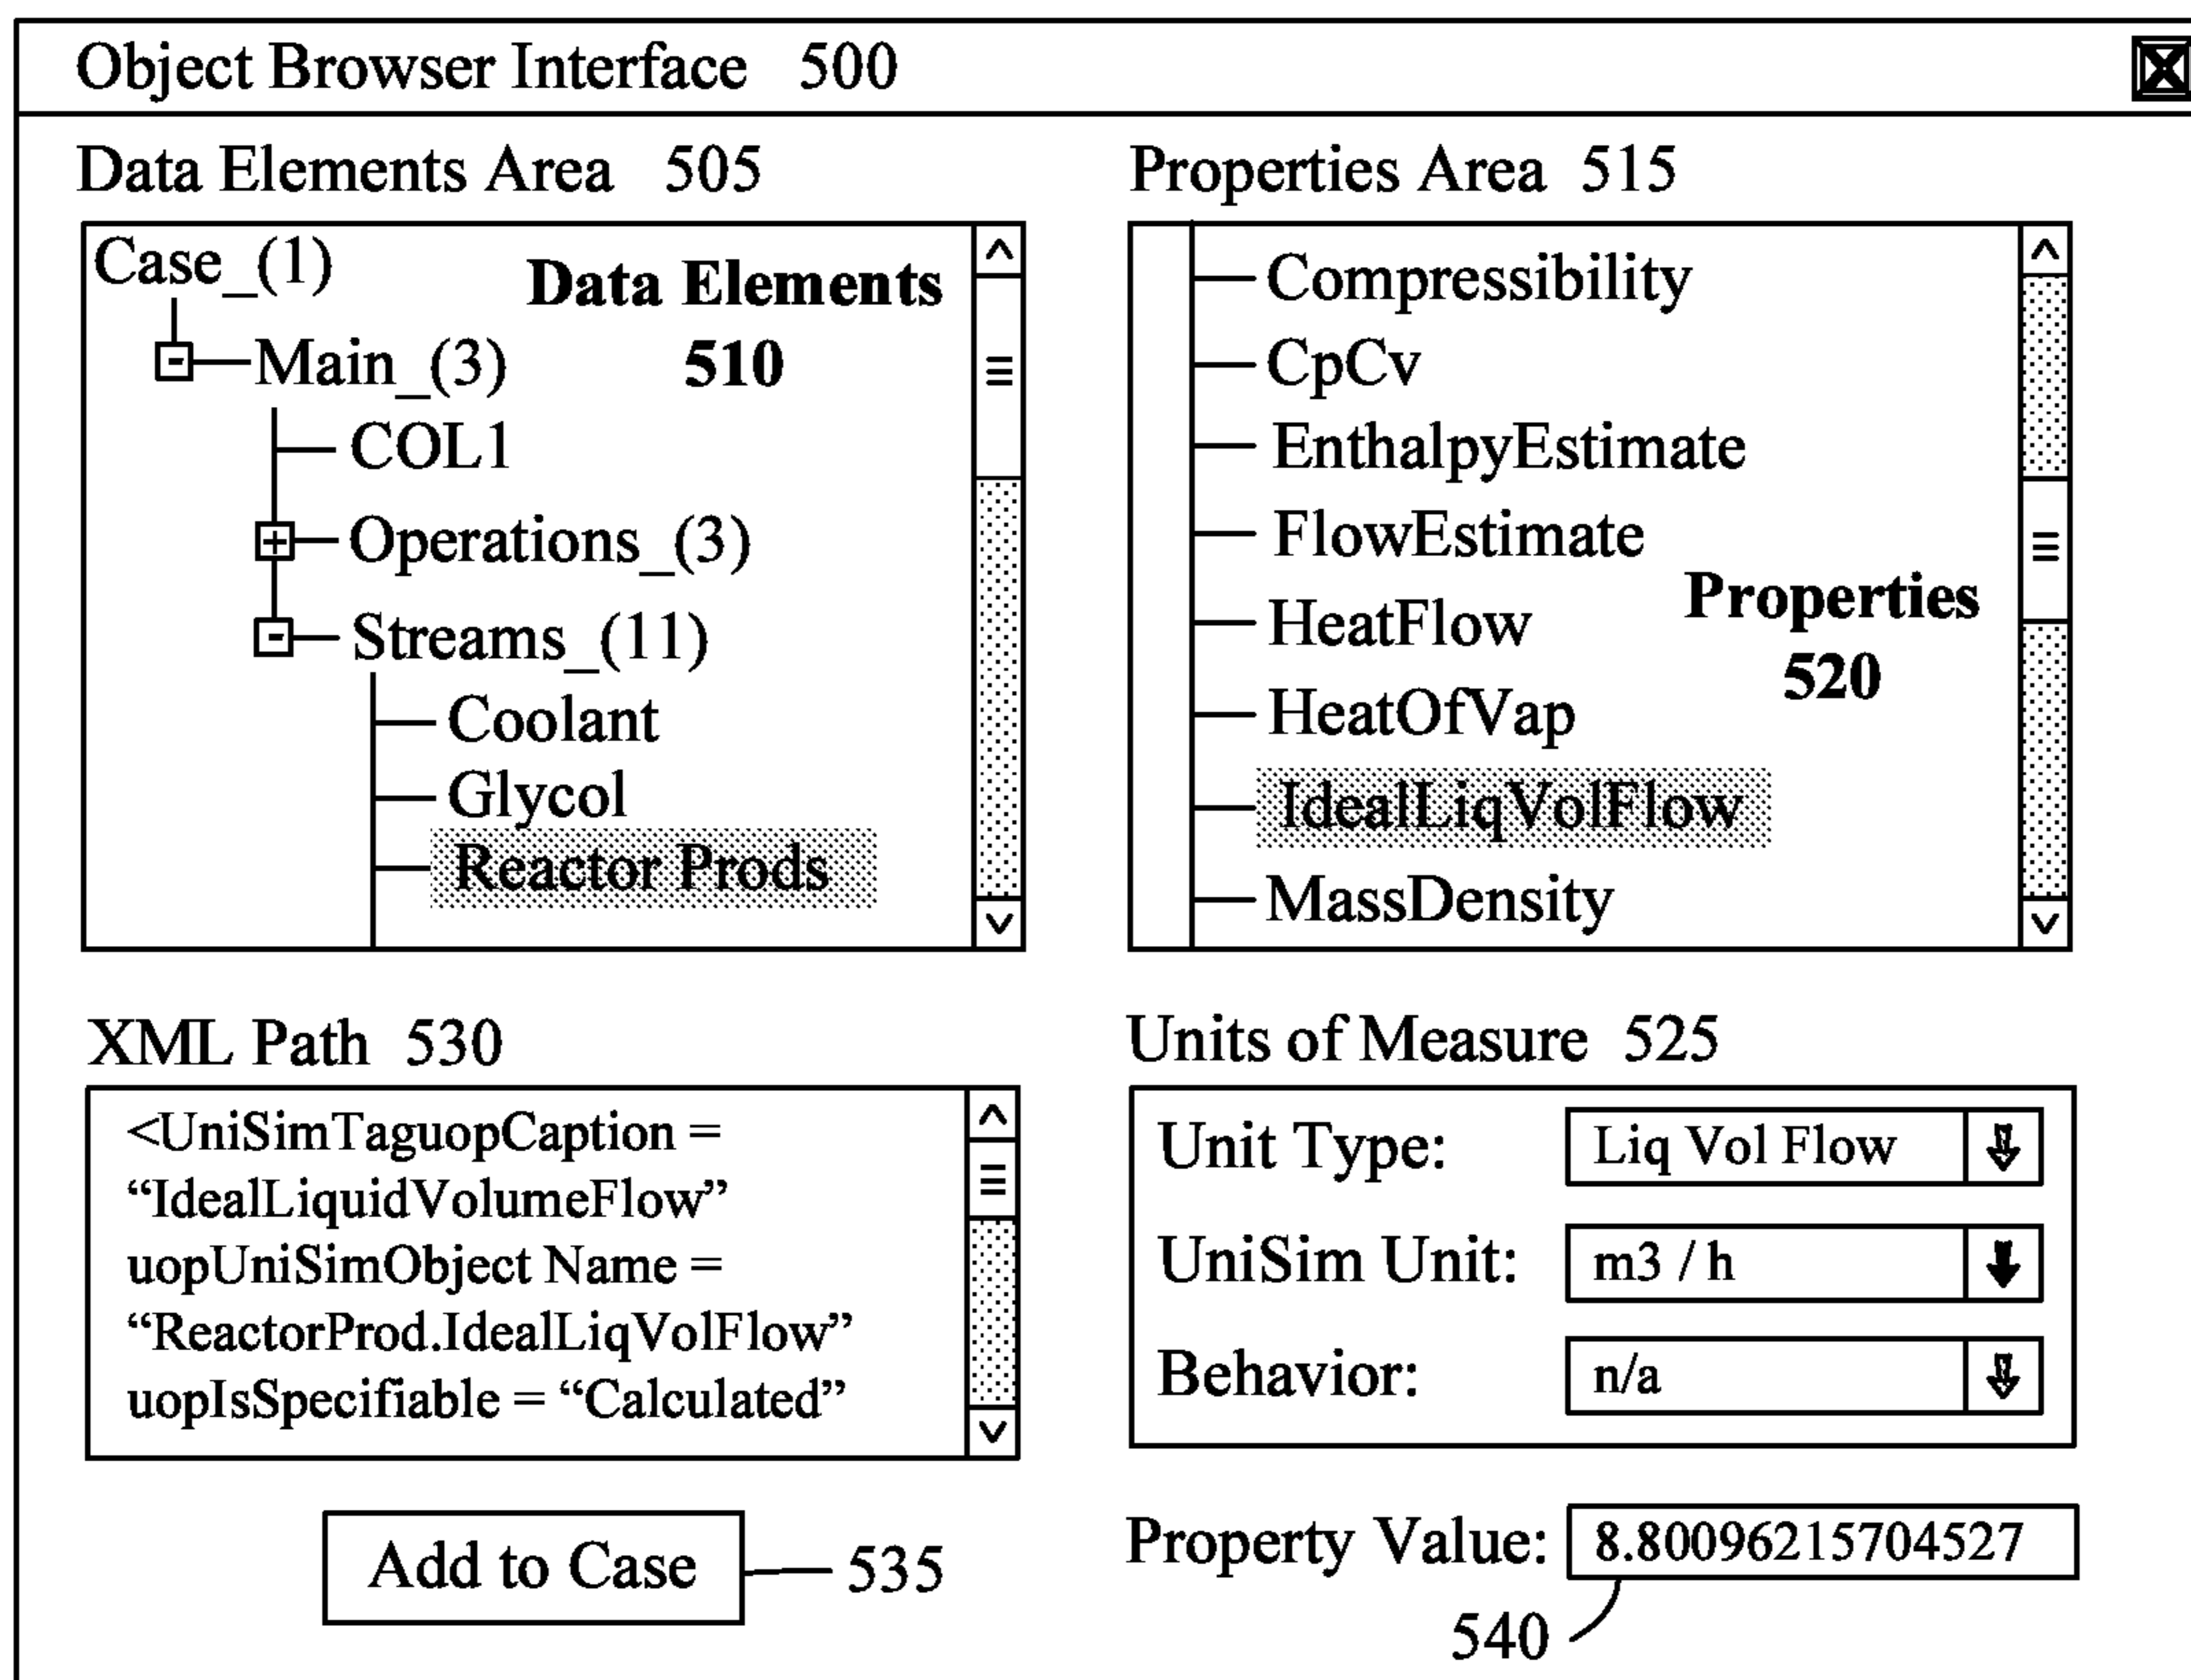 Object Browser Interface 500
Data Elements Area 505
Case_(1)
Data Elements
510
Main_(3)
COL1
Operations_(3)
Streams_(11)
Coolant
Glycol
Reactor Prods
Properties Area 515
Compressibility
CpCv
EnthalpyEstimate
FlowEstimate
HeatFlow
Properties
520
HeatOfVap
IdealLiqVolFlow
MassDensity
XML Path 530
<UniSimTaguopCaption =
“IdealLiquidVolumeFlow”
uopUniSimObject Name =
“ReactorProd.IdealLiqVolFlow”
uopIsSpecifiable = “Calculated”
Units of Measure 525
Unit Type: Liq Vol Flow
UniSim Unit: m3 / h
Behavior: n/a
Add to Case 535
Property Value: 8.80096215704527
540